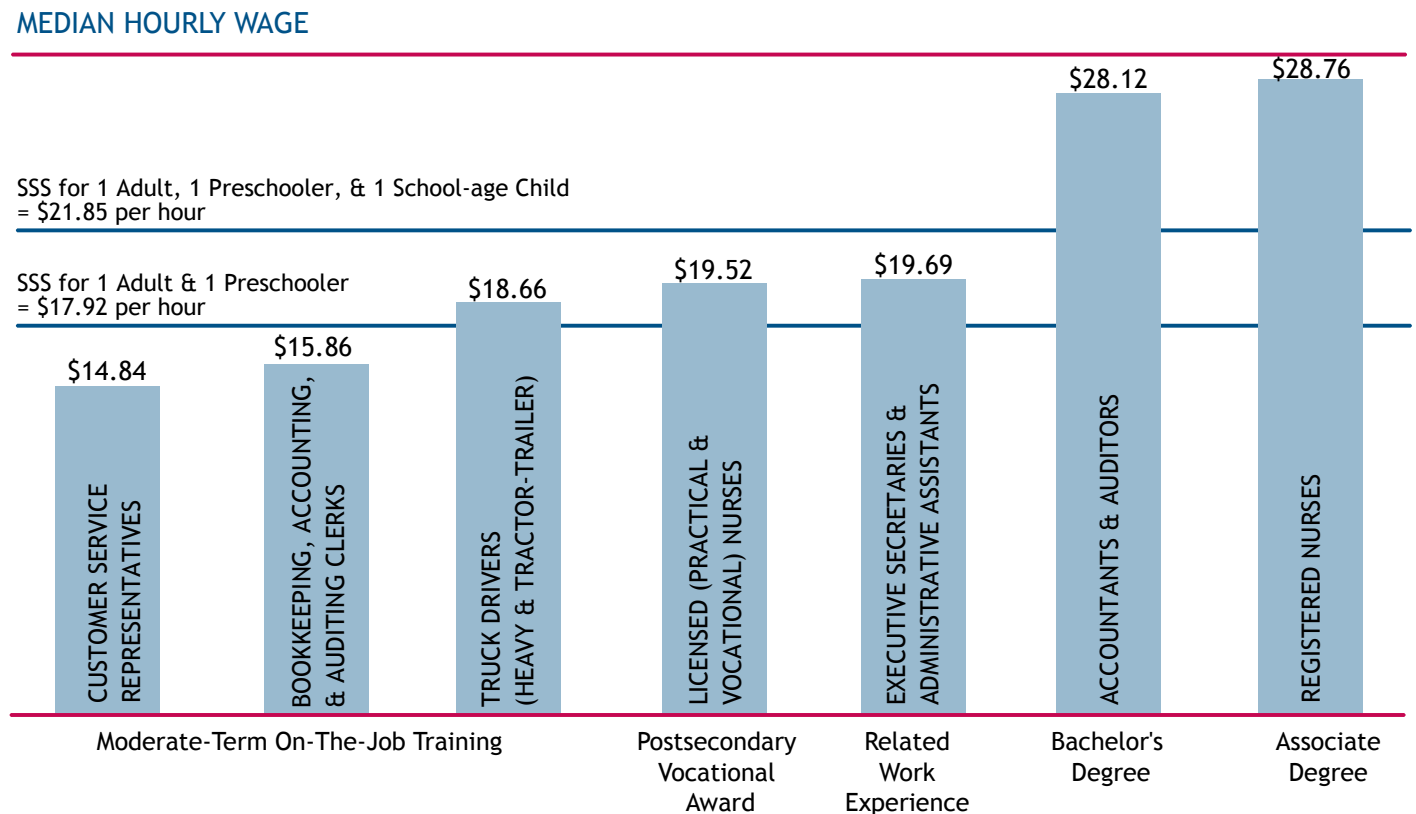 MEDIAN HOURLY WAGE
$28.12
$28.76
SSS for 1 Adult, 1 Preschooler, & 1 School-age Child
= $21.85 per hour
SSS for 1 Adult & 1 Preschooler
= $17.92 per hour
$14.84
$15.86
$18.66
$19.52
$19.69
CUSTOMER SERVICE
REPRESENTATIVES
BOOKKEEPING, ACCOUNTING,
& AUDITING CLERKS
TRUCK DRIVERS
(HEAVY & TRACTOR-TRAILER)
LICENSED (PRACTICAL &
VOCATIONAL) NURSES
EXECUTIVE SECRETARIES &
ADMINISTRATIVE ASSISTANTS
ACCOUNTANTS & AUDITORS
REGISTERED NURSES
Moderate-Term On-The-Job Training
Postsecondary
Vocational
Award
Related
Work
Experience
Bachelor's
Degree
Associate
Degree